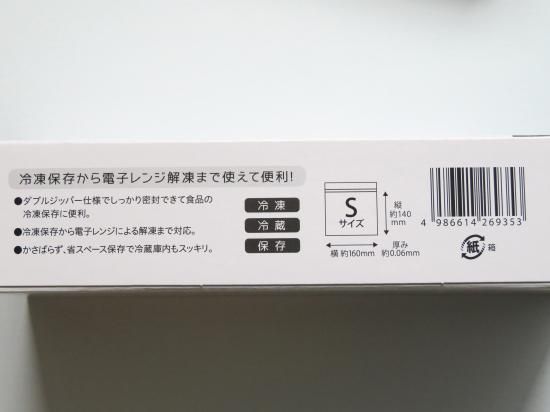 冷凍保存から電子レンジ解凍まで使えて便利!
●ダブルジッパー仕様でしっかり密封できて食品の
冷凍保存に便利。
●冷凍保存から電子レンジによる解凍まで対応。
●かさばらず、省スペース保存で冷蔵庫内もスッキリ。
冷凍
冷蔵
保存
S
サイズ
縦
約140
mm
横 約160mm
厚み
約0.06mm
4 986614 269353
紙
箱